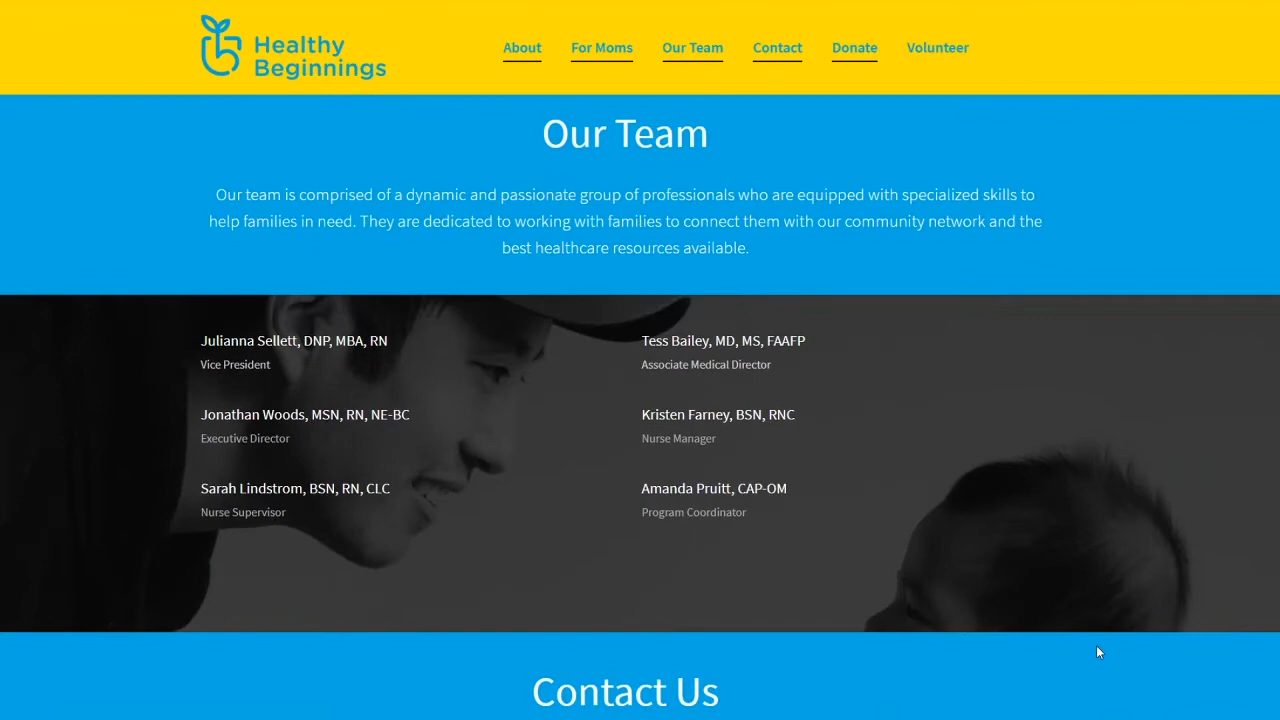 Healthy
Beginnings
About For Moms Our Team Contact Donate Volunteer
Our Team
Our team is comprised of a dynamic and passionate group of professionals who are equipped with specialized skills to
help families in need. They are dedicated to working with families to connect them with our community network and the
best healthcare resources available.
Julianna Sellett, DNP, MBA, RN
Vice President
Tess Bailey, MD, MS, FAAFP
Associate Medical Director
Jonathan Woods, MSN, RN, NE-BC
Executive Director
Kristen Farney, BSN, RNC
Nurse Manager
Sarah Lindstrom, BSN, RN, CLC
Nurse Supervisor
Amanda Pruitt, CAP-OM
Program Coordinator
Contact Us